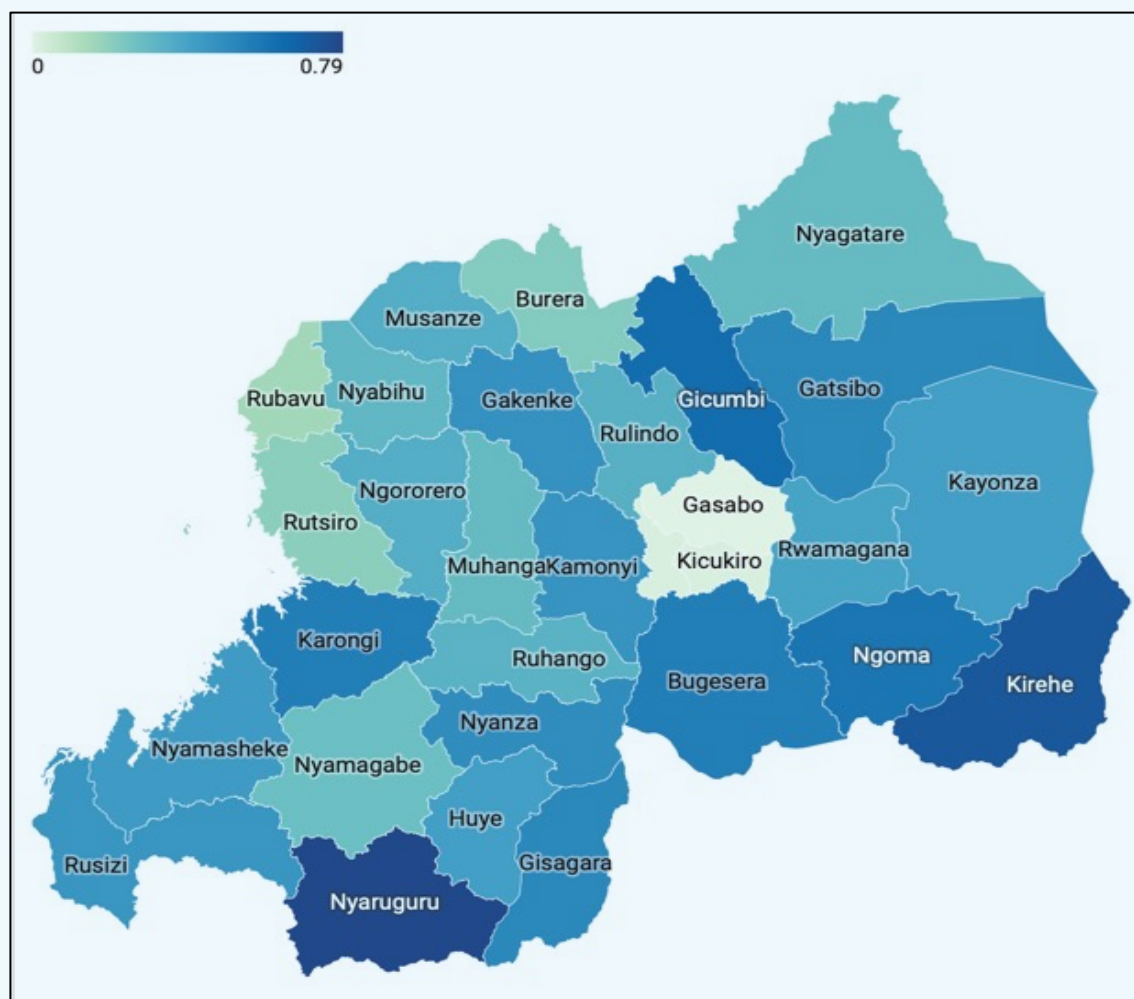 0 0.79
Nyagatare
Burera
Musanze
Rubavu
Nyabihu
Gakenke
Gicumbi
Gatsibo
Rulindo
Ngororero
Kayonza
Gasabo
Rutsiro
Rwamagana
Muhanga
Kamonyi
Kicukiro
Karongi
Ruhango
Ngoma
Bugesera
Kirehe
Nyanza
Nyamasheke
Nyamagabe
Huye
Rusizi
Gisagara
Nyaruguru